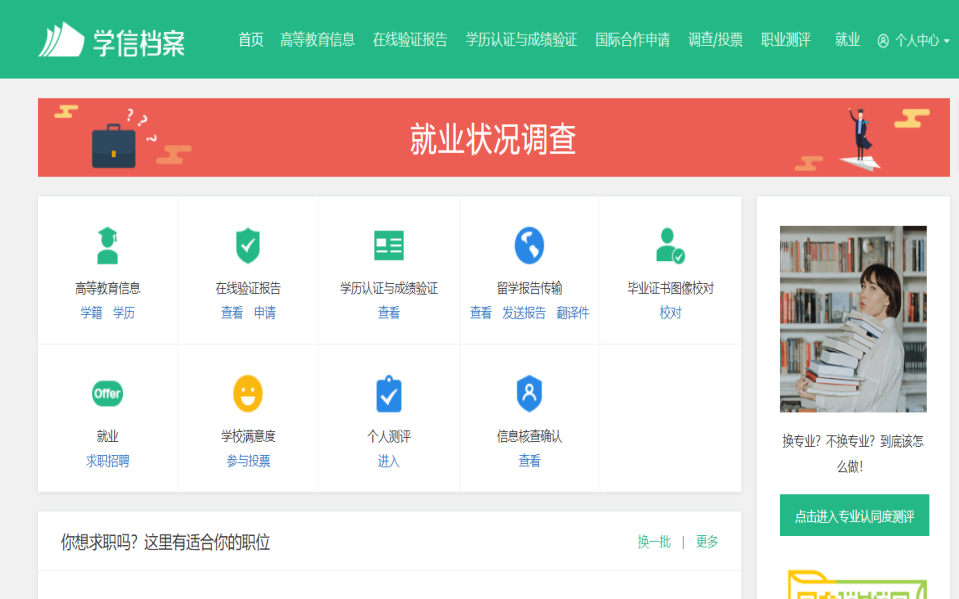 学信档案
首页 高等教育信息 在线验证报告 学历认证与成绩验证 国际合作申请 调查/投票 职业测评 就业 个人中心
? ? ?
就业状况调查
高等教育信息
学籍 学历
在线验证报告
查看 申请
学历认证与成绩验证
查看
留学报告传输
查看 发送报告 翻译件
毕业证书图像校对
校对
Offer
就业
求职招聘
学校满意度
参与投票
个人测评
进入
信息核查确认
查看
换专业？不换专业？到底该怎
么做！
点击进入专业认同度测评
你想求职吗？这里有适合你的职位
换一批 | 更多